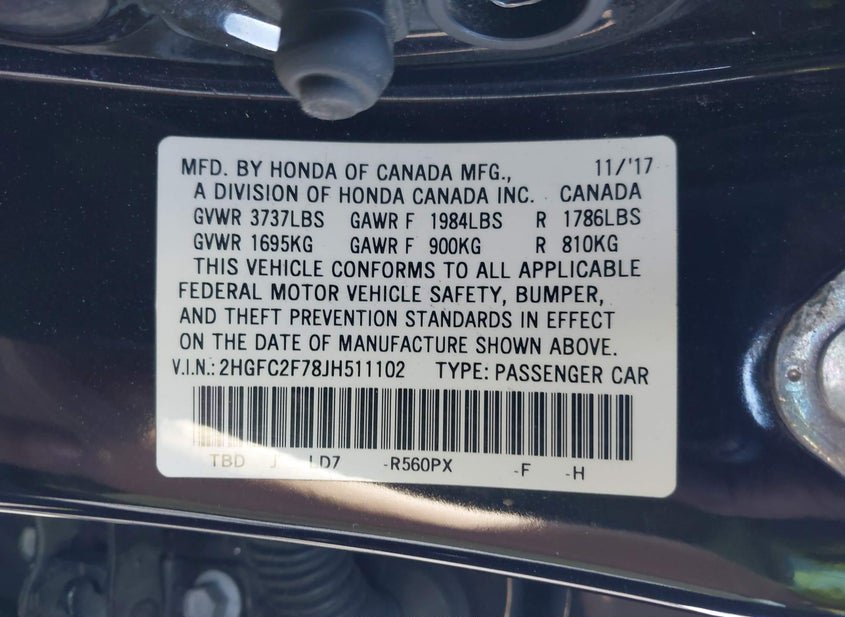 MFD. BY HONDA OF CANADA MFG., 11/'17
A DIVISION OF HONDA CANADA INC. CANADA
GVWR 3737LBS GAWR F 1984LBS R 1786LBS
GVWR 1695KG GAWR F 900KG R 810KG
THIS VEHICLE CONFORMS TO ALL APPLICABLE
FEDERAL MOTOR VEHICLE SAFETY, BUMPER,
AND THEFT PREVENTION STANDARDS IN EFFECT
ON THE DATE OF MANUFACTURE SHOWN ABOVE.
V.I.N.: 2HGFC2F78JH511102 TYPE: PASSENGER CAR
TBD J LD7 -R560PX -F -H